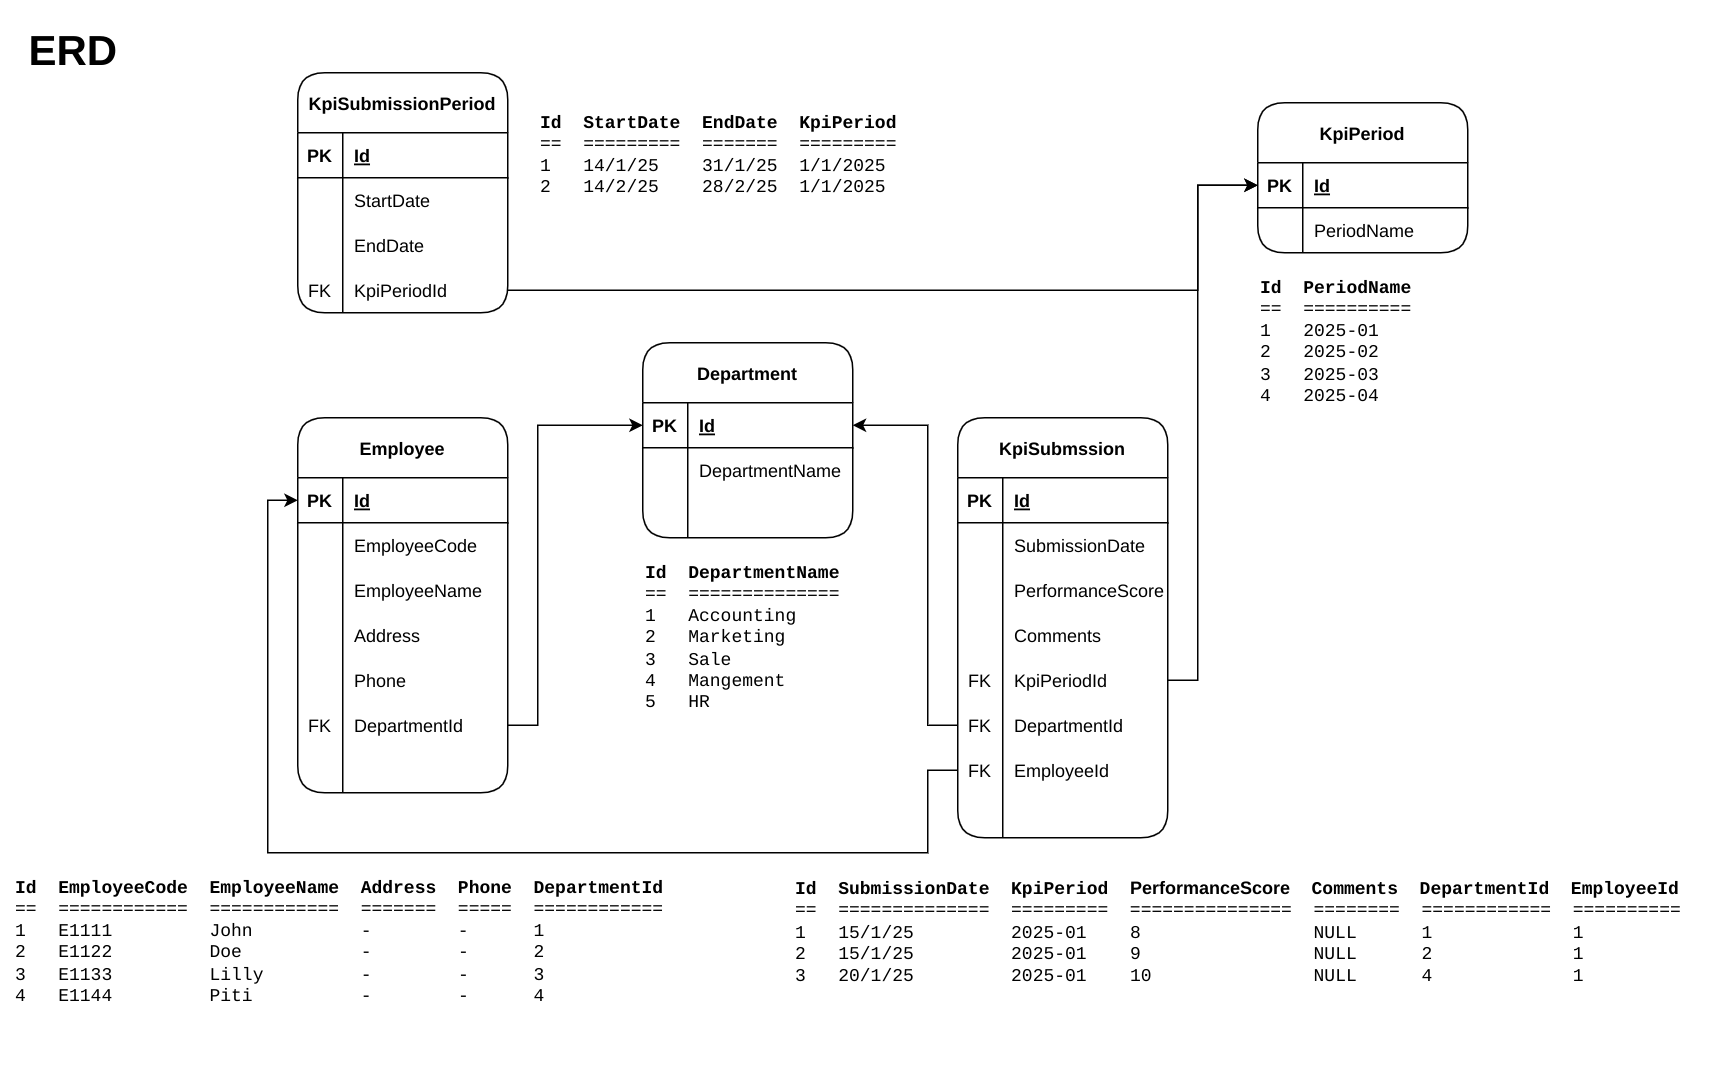 ERD
KpiSubmissionPeriod
PK Id
StartDate
EndDate
FK KpiPeriodId
Id StartDate EndDate KpiPeriod
== ========= ======= =========
1 14/1/25 31/1/25 1/1/2025
2 14/2/25 28/2/25 1/1/2025
KpiPeriod
PK Id
PeriodName
Id PeriodName
== ==========
1 2025-01
2 2025-02
3 2025-03
4 2025-04
Department
PK Id
DepartmentName
Id DepartmentName
== ==============
1 Accounting
2 Marketing
3 Sale
4 Mangement
5 HR
Employee
PK Id
EmployeeCode
EmployeeName
Address
Phone
FK DepartmentId
KpiSubmssion
PK Id
SubmissionDate
PerformanceScore
Comments
FK KpiPeriodId
FK DepartmentId
FK EmployeeId
Id EmployeeCode EmployeeName Address Phone DepartmentId
== ============ ============ ======= ===== ============
1 E1111 John - - 1
2 E1122 Doe - - 2
3 E1133 Lilly - - 3
4 E1144 Piti - - 4
Id SubmissionDate KpiPeriod PerformanceScore Comments DepartmentId EmployeeId
== ============== ========= =============== ======== ============ ==========
1 15/1/25 2025-01 8 NULL 1 1
2 15/1/25 2025-01 9 NULL 2 1
3 20/1/25 2025-01 10 NULL 4 1